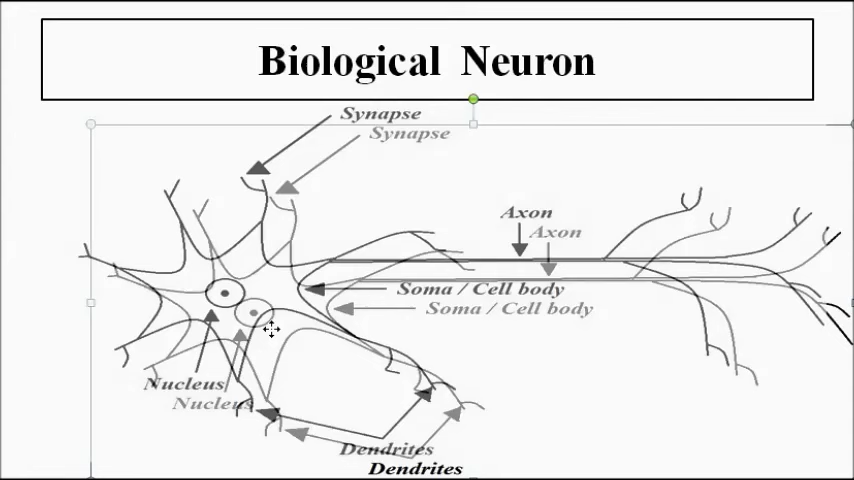 Biological Neuron
Synapse
Synapse
Axon
Axon
Soma / Cell body
Soma / Cell body
Nucleus
Nucleus
Dendrites
Dendrites